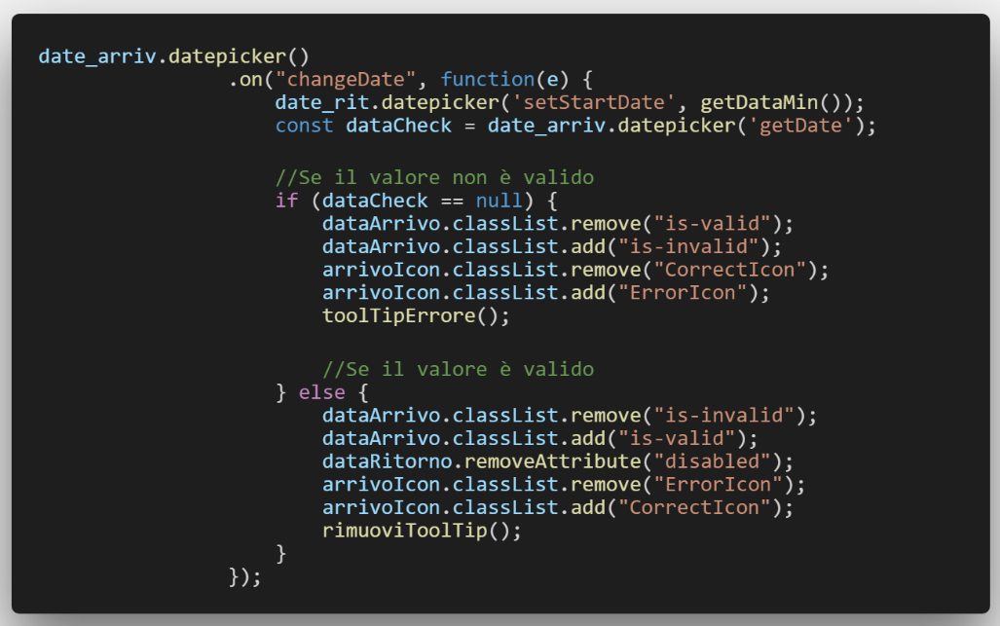 date_arriv.datepicker()
.on("changeDate", function(e) {
date_rit.datepicker('setStartDate', getDataMin());
const dataCheck = date_arriv.datepicker('getDate');
//Se il valore non è valido
if (dataCheck == null) {
dataArrivo.classList.remove("is-valid");
dataArrivo.classList.add("is-invalid");
arrivoIcon.classList.remove("CorrectIcon");
arrivoIcon.classList.add("ErrorIcon");
toolTipErrore();
//Se il valore è valido
} else {
dataArrivo.classList.remove("is-invalid");
dataArrivo.classList.add("is-valid");
dataRitorno.removeAttribute("disabled");
arrivoIcon.classList.remove("ErrorIcon");
arrivoIcon.classList.add("CorrectIcon");
rimuoviToolTip();
}
});